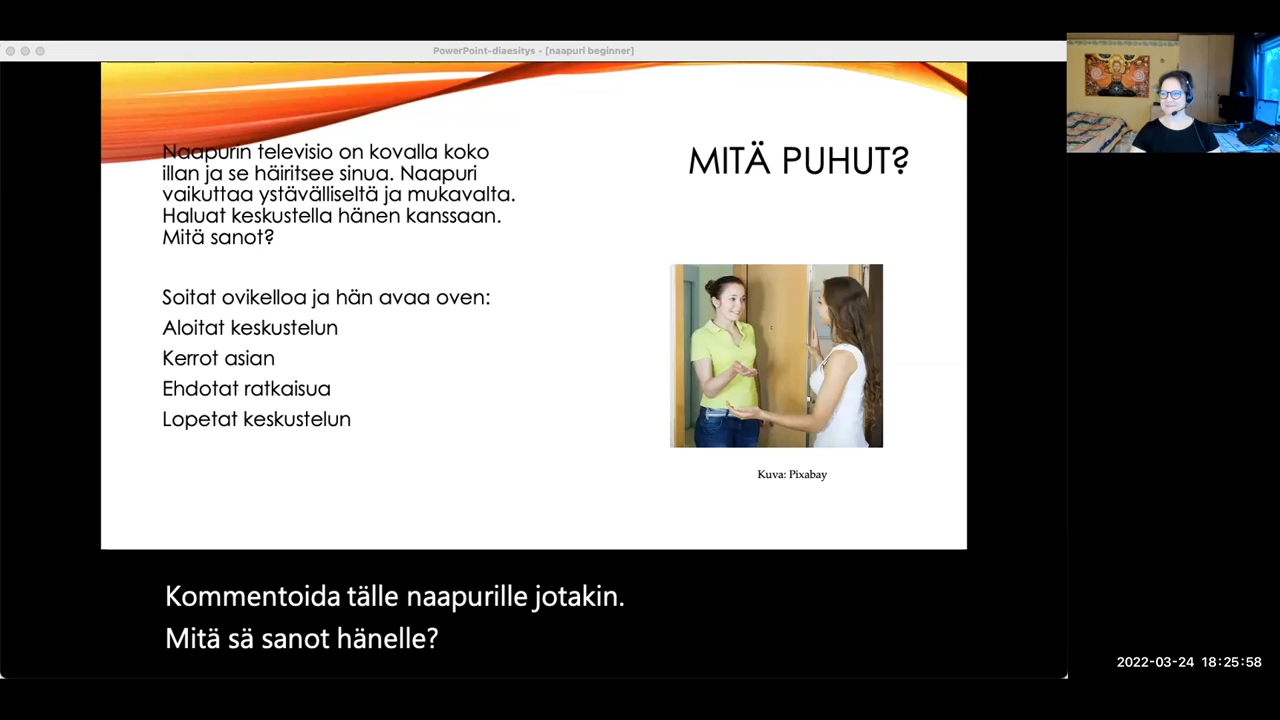 PowerPoint-diaesitys - [naapuri beginner]
Naapurin televisio on kovalla koko
illan ja se häiritsee sinua. Naapuri
vaikuttaa ystävälliseltä ja mukavalta.
Haluat keskustella hänen kanssaan.
Mitä sanot?
Soitat ovikelloa ja hän avaa oven:
Aloitat keskustelun
Kerrot asian
Ehdotat ratkaisua
Lopetat keskustelun
MITÄ PUHUT?
Kuva: Pixabay
Kommentoida tälle naapurille jotakin.
Mitä sä sanot hänelle?
2022-03-24 18:25:58